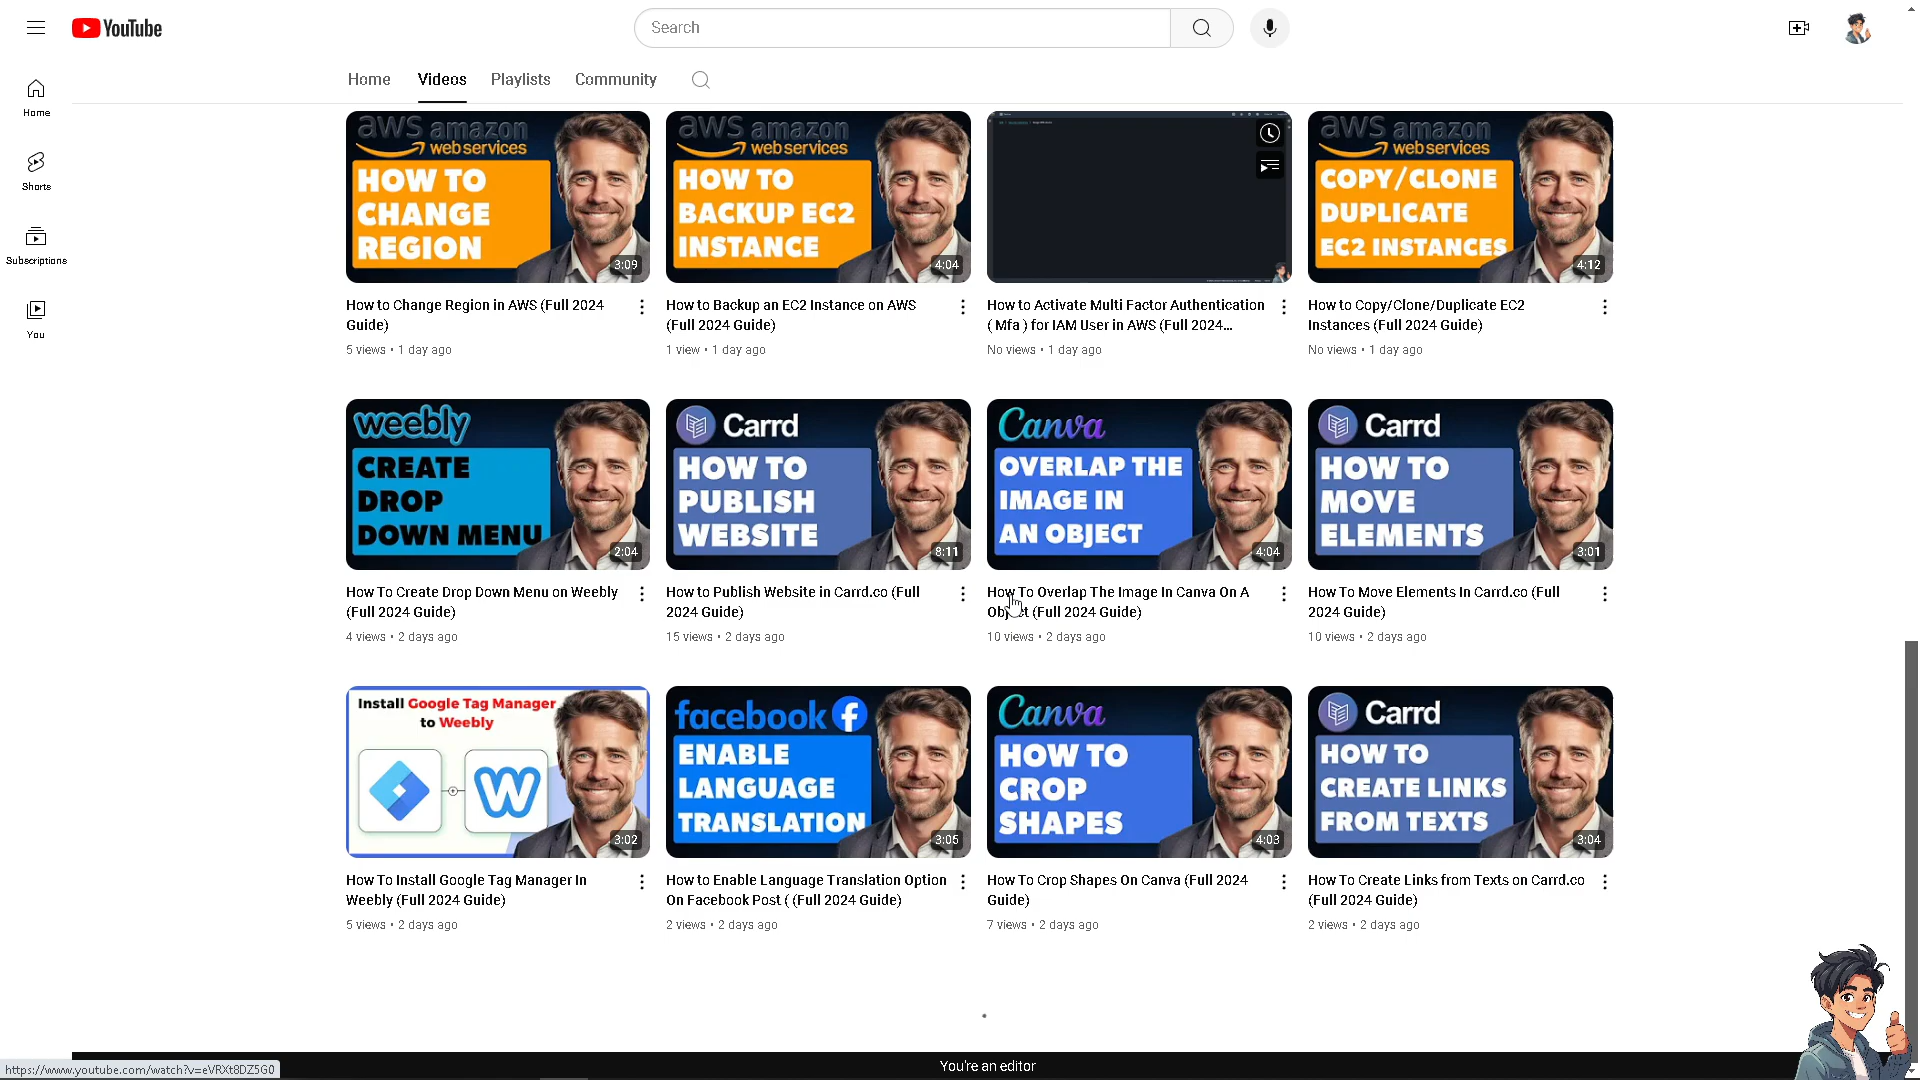 YouTube
Search
Home
Videos
Playlists
Community
Home
Shorts
Subscriptions
You
aws amazon
web services
HOW TO
CHANGE
REGION
3:09
aws amazon
web services
HOW TO
BACKUP EC2
INSTANCE
4:04
aws amazon
web services
COPY/CLONE
DUPLICATE
EC2 INSTANCES
4:12
How to Change Region in AWS (Full 2024
Guide)
5 views • 1 day ago
How to Backup an EC2 Instance on AWS
(Full 2024 Guide)
1 view • 1 day ago
How to Activate Multi Factor Authentication
( Mfa ) for IAM User in AWS (Full 2024...
No views • 1 day ago
How to Copy/Clone/Duplicate EC2
Instances (Full 2024 Guide)
No views • 1 day ago
weebly
CREATE
DROP
DOWN MENU
2:04
Carrd
HOW TO
PUBLISH
WEBSITE
8:11
Canva
OVERLAP THE
IMAGE IN
AN OBJECT
4:04
Carrd
HOW TO
MOVE
ELEMENTS
3:01
How To Create Drop Down Menu on Weebly
(Full 2024 Guide)
4 views • 2 days ago
How to Publish Website in Carrd.co (Full
2024 Guide)
15 views • 2 days ago
How To Overlap The Image In Canva On A
Object (Full 2024 Guide)
10 views • 2 days ago
How To Move Elements In Carrd.co (Full
2024 Guide)
10 views • 2 days ago
Install Google Tag Manager
to Weebly
3:02
facebook
ENABLE
LANGUAGE
TRANSLATION
3:05
Canva
HOW TO
CROP
SHAPES
4:03
Carrd
HOW TO
CREATE LINKS
FROM TEXTS
3:04
How To Install Google Tag Manager In
Weebly (Full 2024 Guide)
5 views • 2 days ago
How to Enable Language Translation Option
On Facebook Post ( (Full 2024 Guide)
2 views • 2 days ago
How To Crop Shapes On Canva (Full 2024
Guide)
7 views • 2 days ago
How To Create Links from Texts on Carrd.co
(Full 2024 Guide)
2 views • 2 days ago
You're an editor
https://www.youtube.com/watch?v=eVRXt8DZ5G0